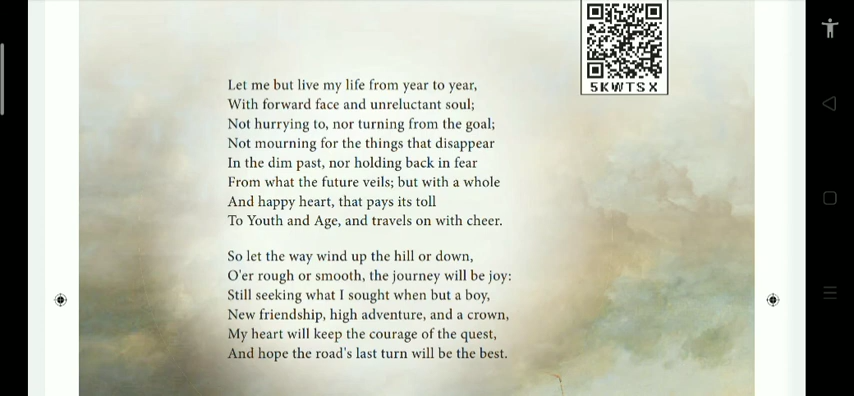 5KWTSX
Let me but live my life from year to year,
With forward face and unreluctant soul;
Not hurrying to, nor turning from the goal;
Not mourning for the things that disappear
In the dim past, nor holding back in fear
From what the future veils; but with a whole
And happy heart, that pays its toll
To Youth and Age, and travels on with cheer.
So let the way wind up the hill or down,
O'er rough or smooth, the journey will be joy:
Still seeking what I sought when but a boy,
New friendship, high adventure, and a crown,
My heart will keep the courage of the quest,
And hope the road's last turn will be the best.